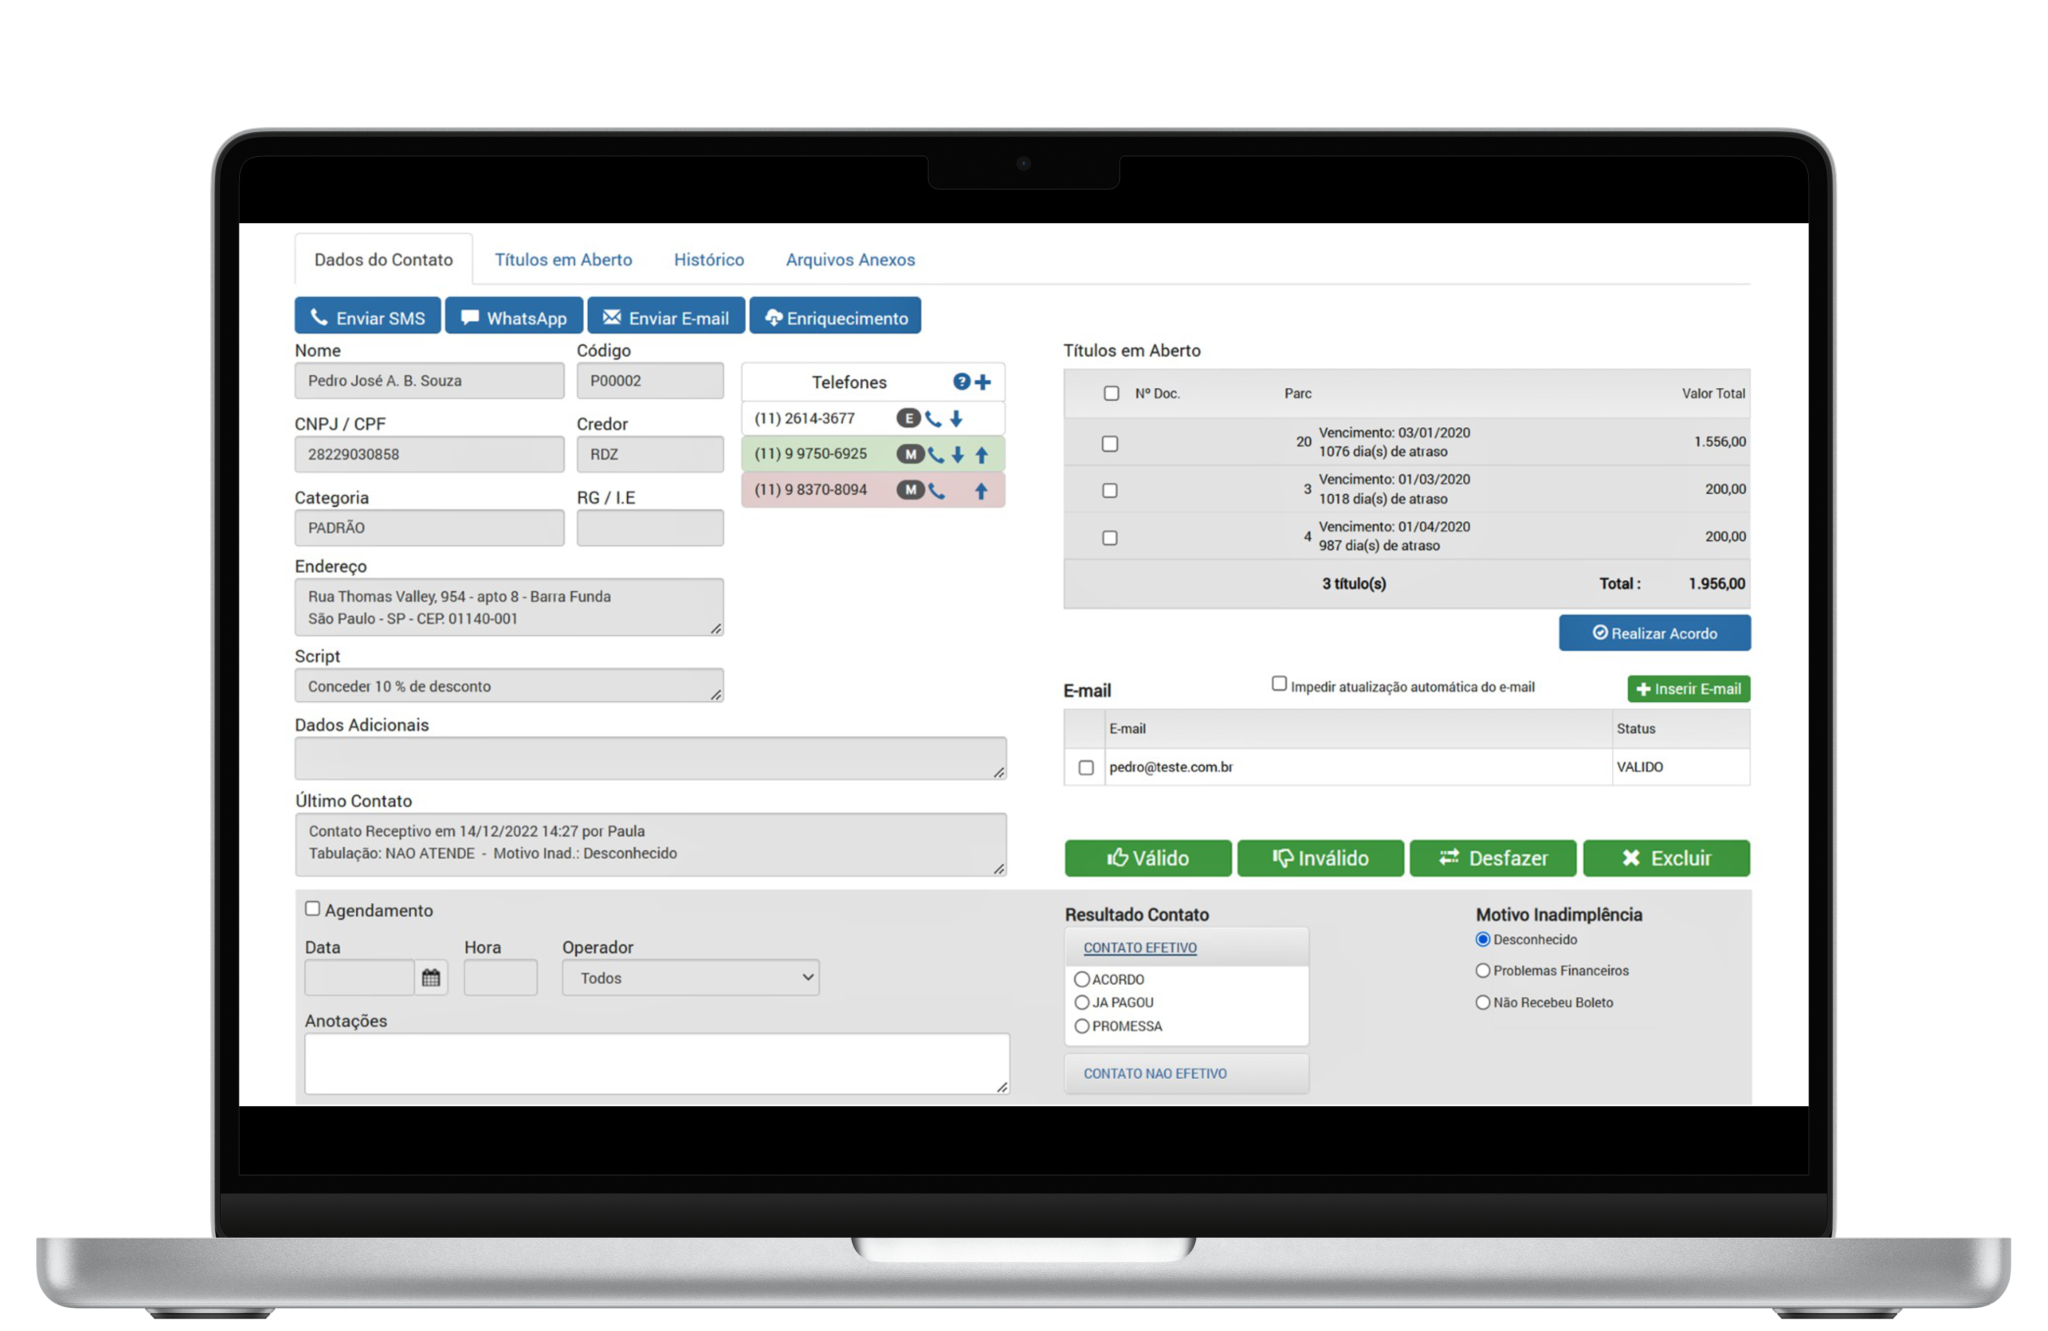 Dados do Contato
Títulos em Aberto
Histórico
Arquivos Anexos
Enviar SMS
WhatsApp
Enviar E-mail
Enriquecimento
Nome
Código
Pedro José A. B. Souza
P00002
CNPJ / CPF
Credor
28229030858
RDZ
Categoria
RG / I.E
PADRÃO
Telefones
(11) 2614-3677 E
(11) 9 9750-6925 M
(11) 9 8370-8094 M
Endereço
Rua Thomas Valley, 954 - apto 8 - Barra Funda
São Paulo - SP - CEP. 01140-001
Script
Conceder 10 % de desconto
Dados Adicionais
Último Contato
Contato Receptivo em 14/12/2022 14:27 por Paula
Tabulação: NAO ATENDE - Motivo Inad.: Desconhecido
Títulos em Aberto
Nº Doc. Parc Valor Total
20 Vencimento: 03/01/2020 1.556,00
1076 dia(s) de atraso
3 Vencimento: 01/03/2020 200,00
1018 dia(s) de atraso
4 Vencimento: 01/04/2020 200,00
987 dia(s) de atraso
3 título(s) Total : 1.956,00
Realizar Acordo
E-mail
Impedir atualização automática do e-mail
Inserir E-mail
E-mail Status
pedro@teste.com.br VALIDO
Válido
Inválido
Desfazer
Excluir
Agendamento
Data
Hora
Operador
Todos
Anotações
Resultado Contato
CONTATO EFETIVO
ACORDO
JA PAGOU
PROMESSA
CONTATO NAO EFETIVO
Motivo Inadimplência
Desconhecido
Problemas Financeiros
Não Recebeu Boleto